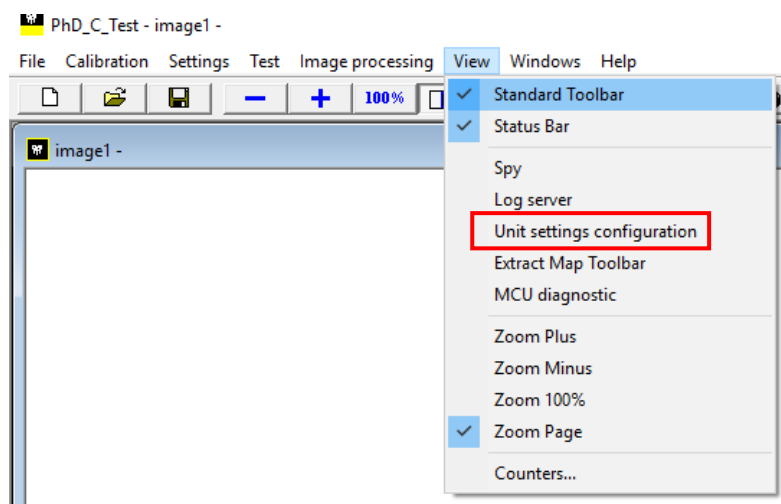 PhD_C_Test - image1 -
File Calibration Settings Test Image processing View Windows Help
100%
image1 -
Standard Toolbar
Status Bar
Spy
Log server
Unit settings configuration
Extract Map Toolbar
MCU diagnostic
Zoom Plus
Zoom Minus
Zoom 100%
Zoom Page
Counters...